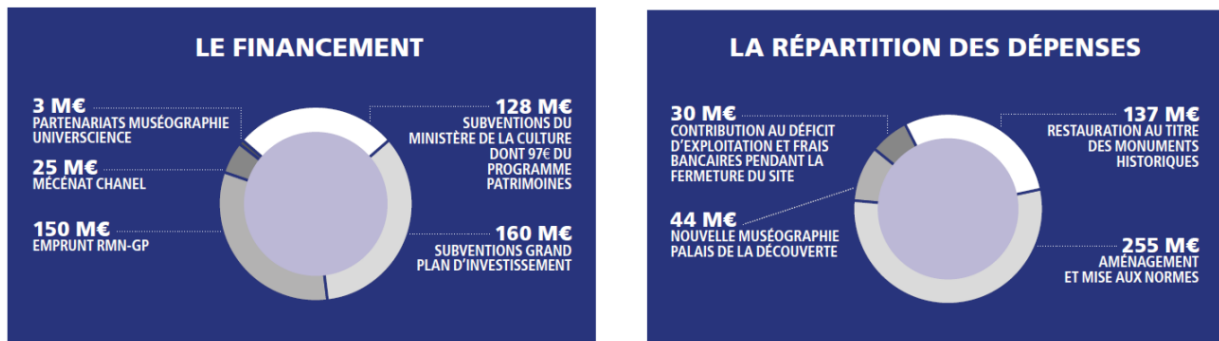 LE FINANCEMENT
3 M€
PARTENARIATS MUSÉOGRAPHIE
UNIVERSCIENCE
25 M€
MÉCÉNAT CHANEL
150 M€
EMPRUNT RMN-GP
128 M€
SUBVENTIONS DU
MINISTÈRE DE LA CULTURE
DONT 97€ DU
PROGRAMME
PATRIMOINES
160 M€
SUBVENTIONS GRAND
PLAN D'INVESTISSEMENT
LA RÉPARTITION DES DÉPENSES
30 M€
CONTRIBUTION AU DÉFICIT
D'EXPLOITATION ET FRAIS
BANCAIRES PENDANT LA
FERMETURE DU SITE
44 M€
NOUVELLE MUSÉOGRAPHIE
PALAIS DE LA DÉCOUVERTE
137 M€
RESTAURATION AU TITRE
DES MONUMENTS
HISTORIQUES
255 M€
AMÉNAGEMENT
ET MISE AUX NORMES